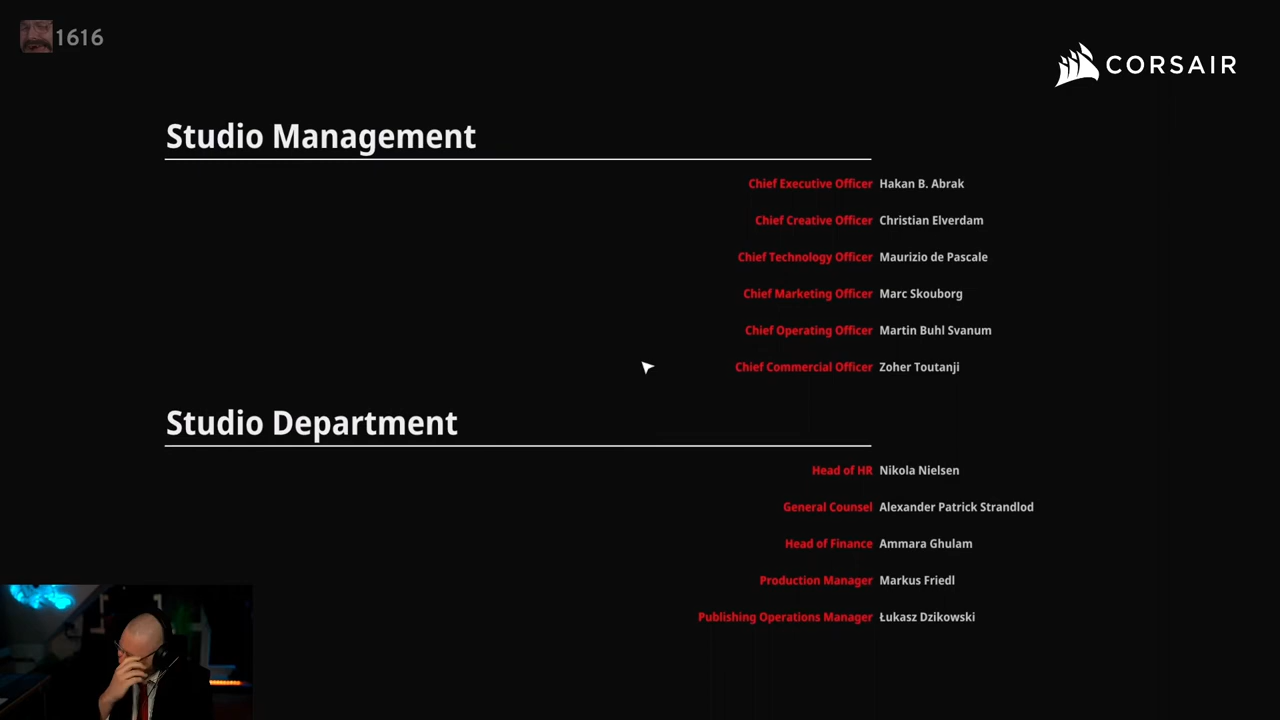 1616
CORSAIR
Studio Management
Chief Executive Officer Hakan B. Abrak
Chief Creative Officer Christian Elverdam
Chief Technology Officer Maurizio de Pascale
Chief Marketing Officer Marc Skouborg
Chief Operating Officer Martin Buhl Svanum
Chief Commercial Officer Zoher Toutanji
Studio Department
Head of HR Nikola Nielsen
General Counsel Alexander Patrick Strandlod
Head of Finance Ammara Ghulam
Production Manager Markus Friedl
Publishing Operations Manager Łukasz Dzikowski